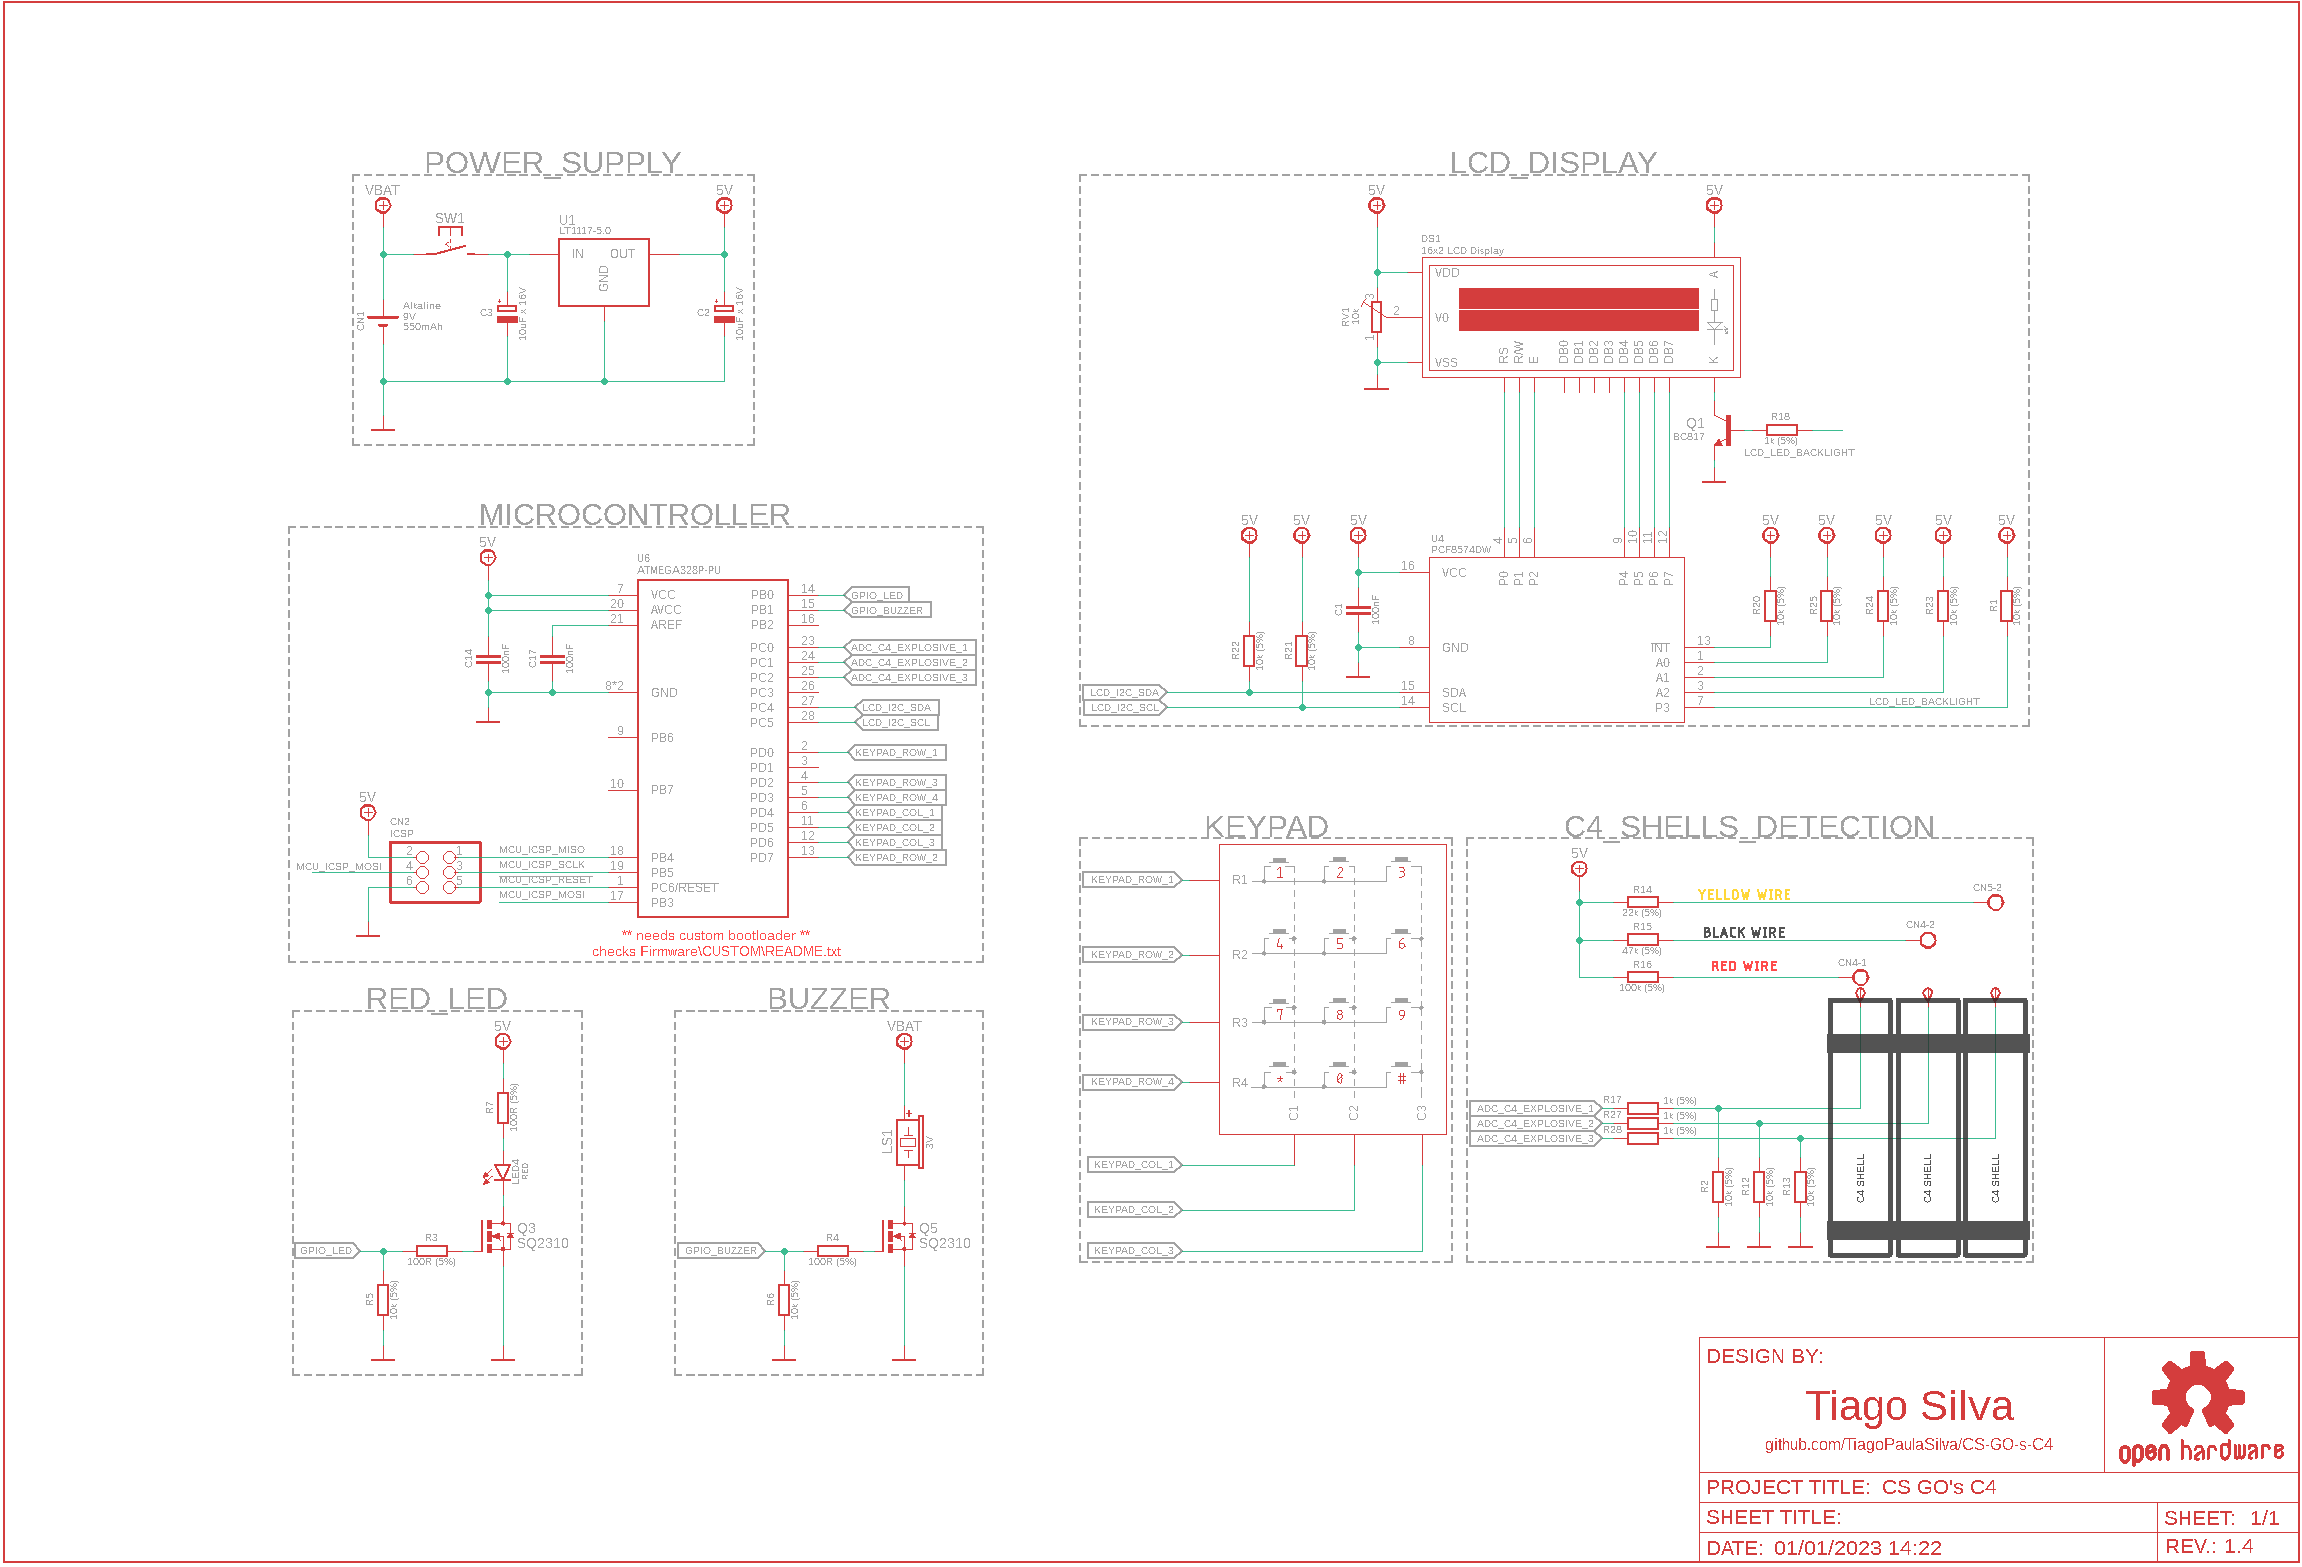 POWER_SUPPLY
VBAT
5V
SW1
U1
LT1117-5.0
IN OUT
GND
CN1
Alkaline
9V
550mAh
C3
10uF x 16V
C2
10uF x 16V
MICROCONTROLLER
5V
U6
ATMEGA328P-PU
7 VCC
20 AVCC
21 AREF
8*2 GND
9 PB6
10 PB7
18 PB4
19 PB5
1 PC6/RESET
17 PB3
C14
100nF
C17
100nF
PB0 14 GPIO_LED
PB1 15 GPIO_BUZZER
PB2 16
PC0 23 ADC_C4_EXPLOSIVE_1
PC1 24 ADC_C4_EXPLOSIVE_2
PC2 25 ADC_C4_EXPLOSIVE_3
PC3 26
PC4 27 LCD_I2C_SDA
PC5 28 LCD_I2C_SCL
PD0 2 KEYPAD_ROW_1
PD1 3
PD2 4 KEYPAD_ROW_3
PD3 5 KEYPAD_ROW_4
PD4 6 KEYPAD_COL_1
PD5 11 KEYPAD_COL_2
PD6 12 KEYPAD_COL_3
PD7 13 KEYPAD_ROW_2
5V
CN2
ICSP
2 1
4 3
6 5
MCU_ICSP_MOSI
MCU_ICSP_MISO
MCU_ICSP_SCLK
MCU_ICSP_RESET
MCU_ICSP_MOSI
** needs custom bootloader **
checks Firmware\CUSTOM\README.txt
RED_LED
5V
R7
100R (5%)
LED4
RED
Q3
SQ2310
GPIO_LED
R3
100R (5%)
R5
10k (5%)
BUZZER
VBAT
LS1
3V
Q5
SQ2310
GPIO_BUZZER
R4
100R (5%)
R6
10k (5%)
LCD_DISPLAY
5V
5V
DS1
16x2 LCD Display
VDD
V0
VSS
RV1
10k
3
2
1
RS
R/W
E
DB0
DB1
DB2
DB3
DB4
DB5
DB6
DB7
A
K
Q1
BC817
R18
1k (5%)
LCD_LED_BACKLIGHT
5V
5V
5V
U4
PCF8574DW
4
5
6
9
10
11
12
P0
P1
P2
P4
P5
P6
P7
16 VCC
8 GND
15 SDA
14 SCL
INT 13
A0 1
A1 2
A2 3
P3 7
LCD_LED_BACKLIGHT
R22
10k (5%)
R21
10k (5%)
C1
100nF
LCD_I2C_SDA
LCD_I2C_SCL
5V
5V
5V
5V
5V
R20
10k (5%)
R25
10k (5%)
R24
10k (5%)
R23
10k (5%)
R1
10k (5%)
KEYPAD
KEYPAD_ROW_1
KEYPAD_ROW_2
KEYPAD_ROW_3
KEYPAD_ROW_4
R1 1 2 3
R2 4 5 6
R3 7 8 9
R4 * 0 #
C1
C2
C3
KEYPAD_COL_1
KEYPAD_COL_2
KEYPAD_COL_3
C4_SHELLS_DETECTION
5V
R14
22k (5%)
YELLOW WIRE
CN5-2
R15
47k (5%)
BLACK WIRE
CN4-2
R16
100k (5%)
RED WIRE
CN4-1
ADC_C4_EXPLOSIVE_1 R17 1k (5%)
ADC_C4_EXPLOSIVE_2 R27 1k (5%)
ADC_C4_EXPLOSIVE_3 R28 1k (5%)
R2
10k (5%)
R12
10k (5%)
R13
10k (5%)
C4 SHELL
C4 SHELL
C4 SHELL
DESIGN BY:
Tiago Silva
github.com/TiagoPaulaSilva/CS-GO-s-C4
open hardware
PROJECT TITLE: CS GO's C4
SHEET TITLE:
SHEET: 1/1
DATE: 01/01/2023 14:22
REV.: 1.4